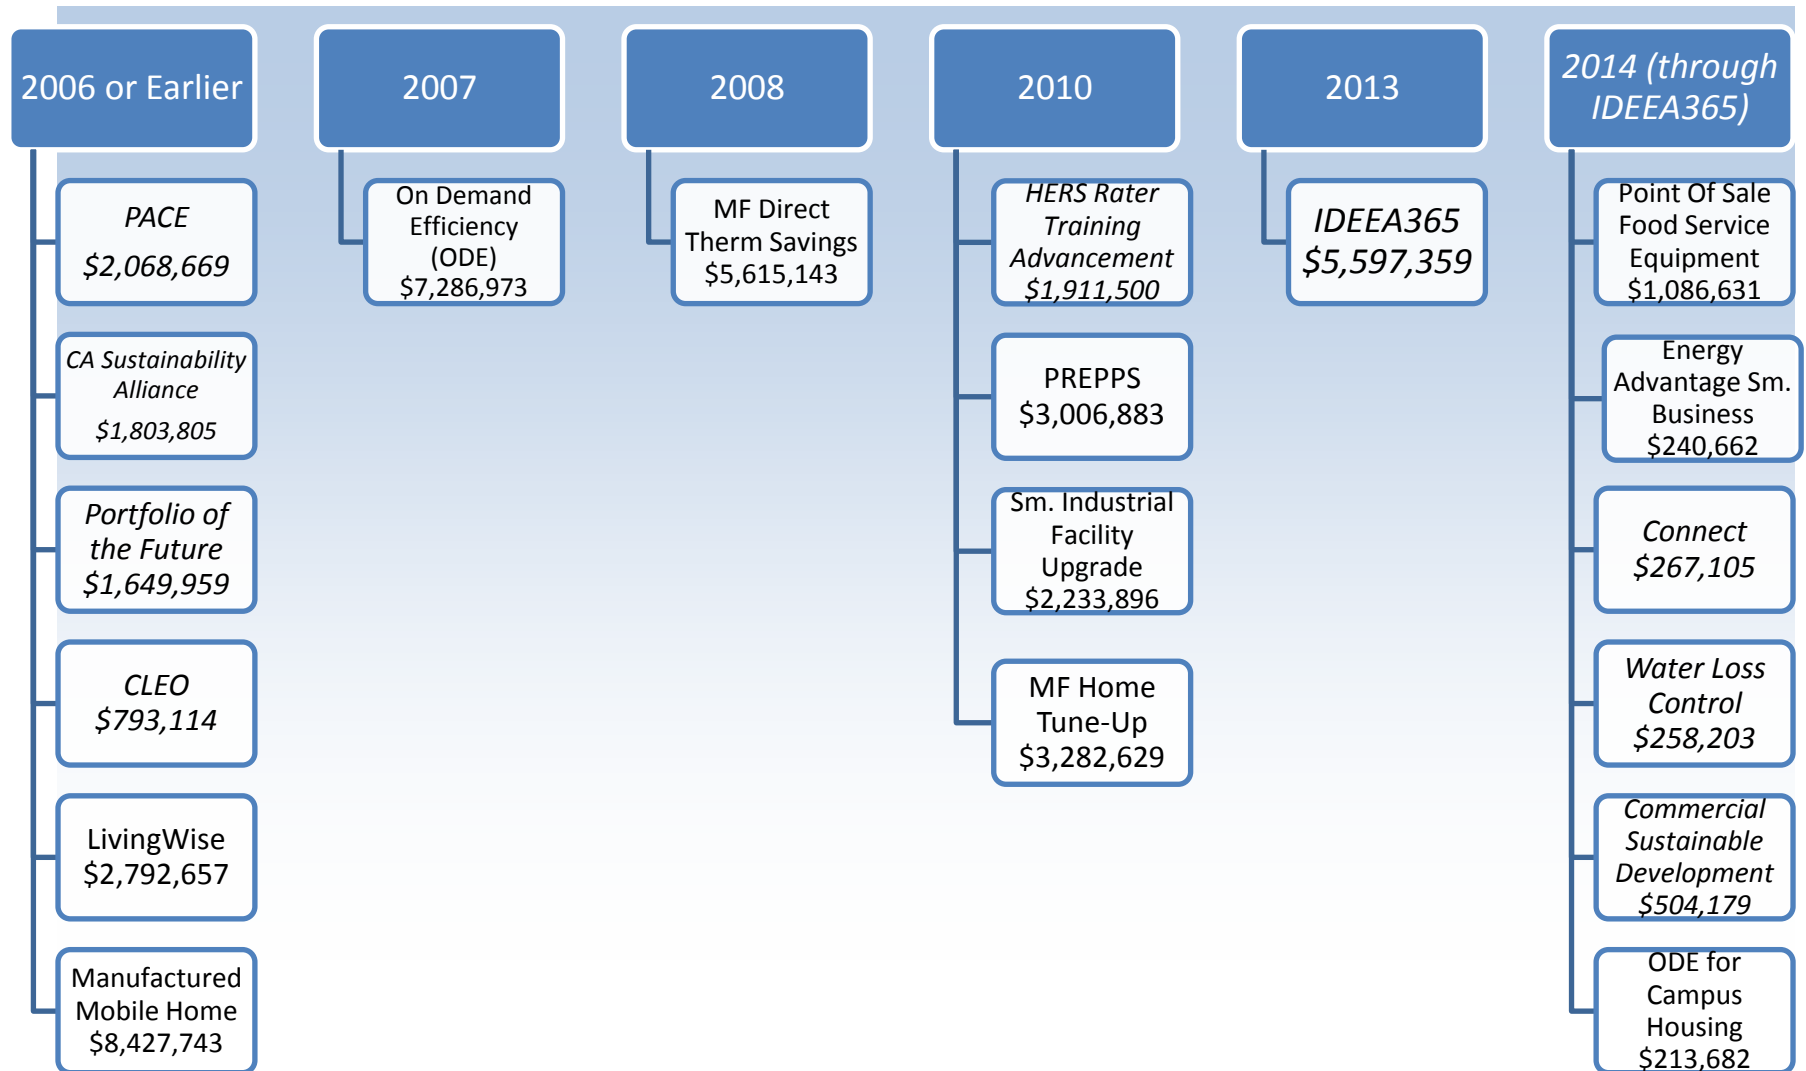 2006 or Earlier
PACE
$2,068,669
CA Sustainability
Alliance
$1,803,805
Portfolio of
the Future
$1,649,959
CLEO
$793,114
LivingWise
$2,792,657
Manufactured
Mobile Home
$8,427,743
2007
On Demand
Efficiency
(ODE)
$7,286,973
2008
MF Direct
Therm Savings
$5,615,143
2010
HERS Rater
Training
Advancement
$1,911,500
PREPPS
$3,006,883
Sm. Industrial
Facility
Upgrade
$2,233,896
MF Home
Tune-Up
$3,282,629
2013
IDEEA365
$5,597,359
2014 (through
IDEEA365)
Point Of Sale
Food Service
Equipment
$1,086,631
Energy
Advantage Sm.
Business
$240,662
Connect
$267,105
Water Loss
Control
$258,203
Commercial
Sustainable
Development
$504,179
ODE for
Campus
Housing
$213,682